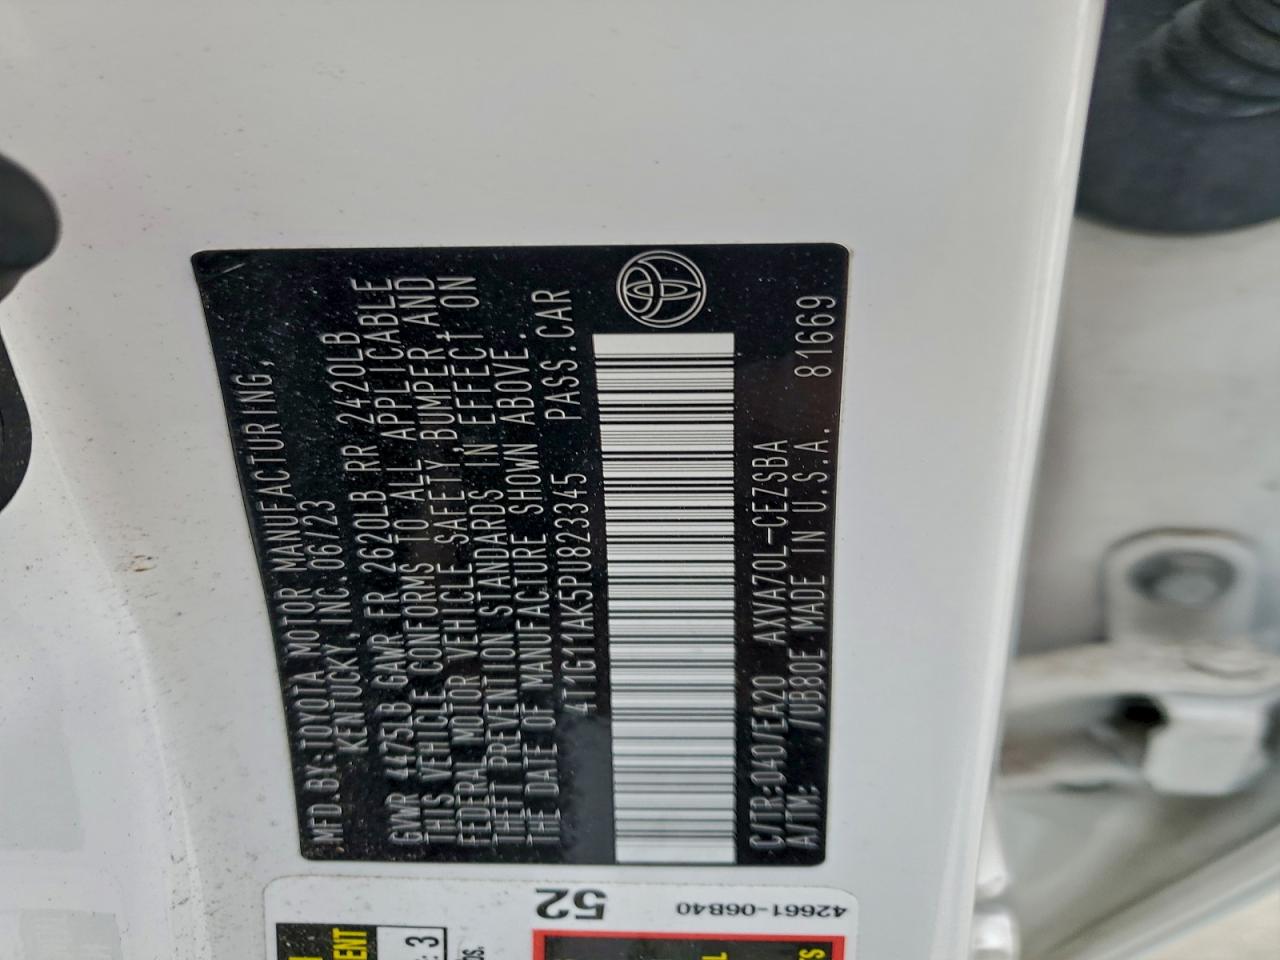 MFD.BY:TOYOTA MOTOR MANUFACTURING,
KENTUCKY, INC. 06/23
GVWR 4475LB GAWR FR 2620LB RR 2420LB
THIS VEHICLE CONFORMS TO ALL APPLICABLE
FEDERAL MOTOR VEHICLE SAFETY,BUMPER,AND
THEFT PREVENTION STANDARDS IN EFFECT ON
THE DATE OF MANUFACTURE SHOWN ABOVE.
4T1G11AK5PU823345 PASS.CAR
C/TR:040/EA20 AXVA70L-CEZSBA
A/TM: /UB80E MADE IN U.S.A. 81669
52
42661-06B40
3